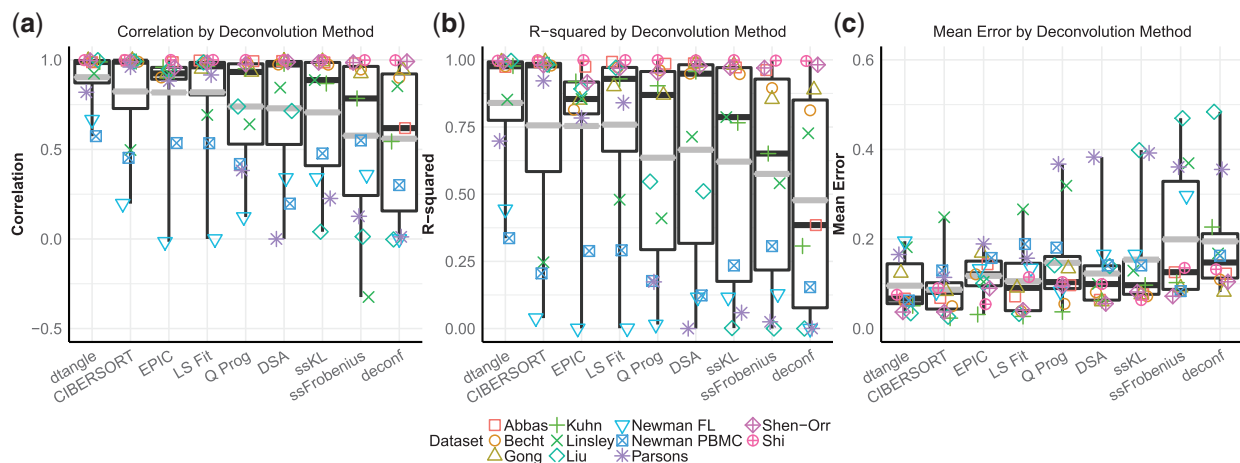 (a) Correlation by Deconvolution Method
Correlation
1.0
0.5
0.0
−0.5
dtangle
CIBERSORT
EPIC
LS Fit
Q Prog
DSA
ssKL
ssFrobenius
deconf
(b) R−squared by Deconvolution Method
R−squared
1.00
0.75
0.50
0.25
0.00
dtangle
CIBERSORT
EPIC
LS Fit
Q Prog
DSA
ssKL
ssFrobenius
deconf
(c) Mean Error by Deconvolution Method
Mean Error
0.6
0.4
0.2
0.0
dtangle
CIBERSORT
EPIC
LS Fit
Q Prog
DSA
ssKL
ssFrobenius
deconf
Abbas Kuhn Newman FL Shen−Orr
Dataset Becht Linsley Newman PBMC Shi
Gong Liu Parsons